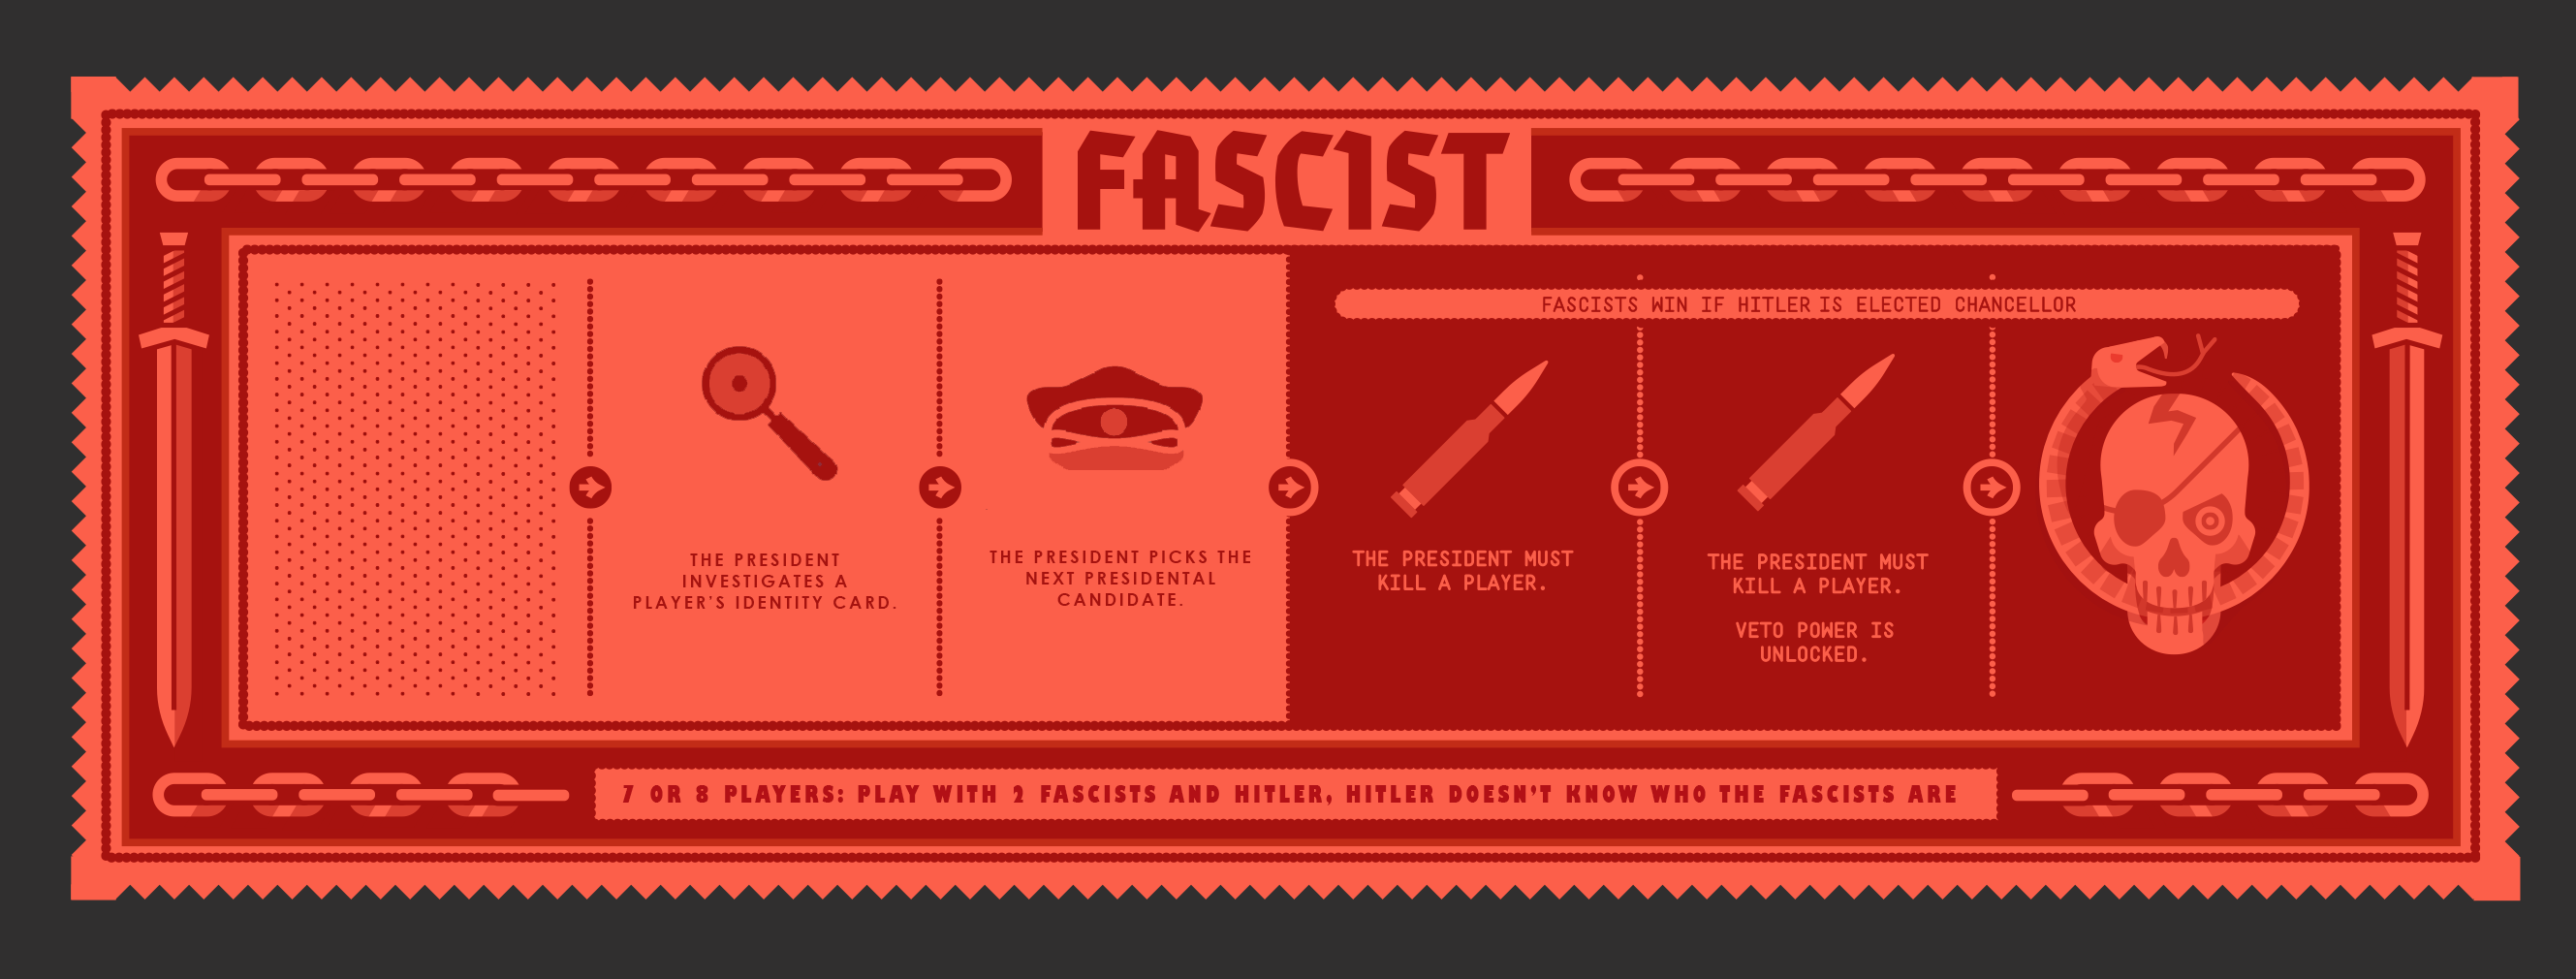 FASCIST
FASCISTS WIN IF HITLER IS ELECTED CHANCELLOR
THE PRESIDENT
INVESTIGATES A
PLAYER'S IDENTITY CARD.
THE PRESIDENT PICKS THE
NEXT PRESIDENTAL
CANDIDATE.
THE PRESIDENT MUST
KILL A PLAYER.
THE PRESIDENT MUST
KILL A PLAYER.
VETO POWER IS
UNLOCKED.
7 OR 8 PLAYERS: PLAY WITH 2 FASCISTS AND HITLER, HITLER DOESN'T KNOW WHO THE FASCISTS ARE